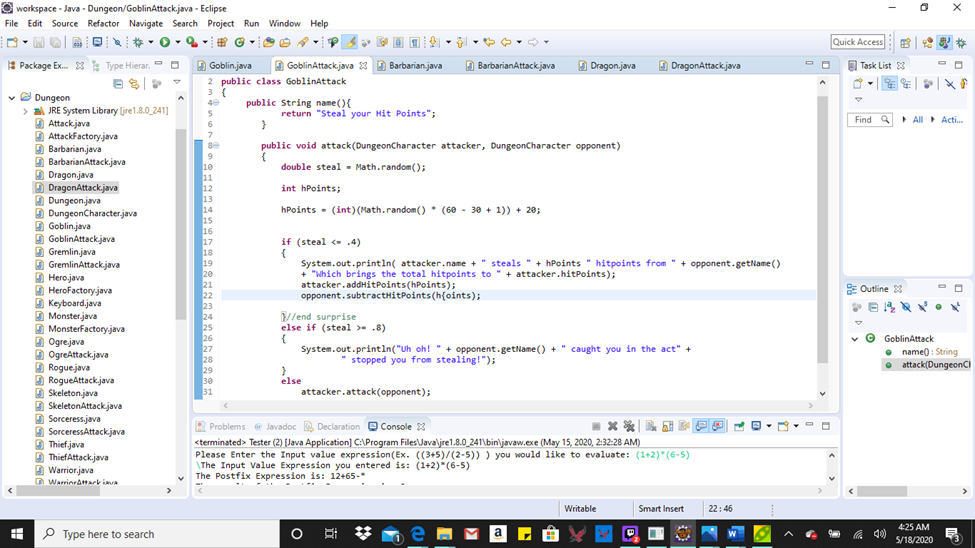 workspace - Java - Dungeon/GoblinAttack.java - Eclipse
File Edit Source Refactor Navigate Search Project Run Window Help
Quick Access
Package Ex...
Type Hierar.
Goblin.java
GoblinAttack.java
Barbarian.java
BarbarianAttack.java
Dragon.java
DragonAttack.java
Task List
Dungeon
JRE System Library [jre1.8.0_241]
Attack.java
AttackFactory.java
Barbarian.java
BarbarianAttack.java
Dragon.java
DragonAttack.java
Dungeon.java
DungeonCharacter.java
Goblin.java
GoblinAttack.java
Gremlin.java
GremlinAttack.java
Hero.java
HeroFactory.java
Keyboard.java
Monster.java
MonsterFactory.java
Ogre.java
OgreAttack.java
Rogue.java
RogueAttack.java
Skeleton.java
SkeletonAttack.java
Sorceress.java
SorceressAttack.java
Thief.java
ThiefAttack.java
Warrior.java
WarriorAttack.java
2 public class GoblinAttack
3 {
4 public String name(){
5 return "Steal your Hit Points";
6 }
7
8 public void attack(DungeonCharacter attacker, DungeonCharacter opponent)
9 {
10 double steal = Math.random();
11
12 int hPoints;
13
14 hPoints = (int)(Math.random() * (60 - 30 + 1)) + 20;
15
16
17 if (steal <= .4)
18 {
19 System.out.println( attacker.name + " steals " + hPoints " hitpoints from " + opponent.getName()
20 + "Which brings the total hitpoints to " + attacker.hitPoints);
21 attacker.addHitPoints(hPoints);
22 opponent.subtractHitPoints(h{oints);
23
24 }//end surprise
25 else if (steal >= .8)
26 {
27 System.out.println("Uh oh! " + opponent.getName() + " caught you in the act" +
28 " stopped you from stealing!");
29 }
30 else
31 attacker.attack(opponent);
Find
All
Acti...
Outline
GoblinAttack
name() : String
attack(DungeonCh
Problems
Javadoc
Declaration
Console
<terminated> Tester (2) [Java Application] C:\Program Files\Java\jre1.8.0_241\bin\javaw.exe (May 15, 2020, 2:32:28 AM)
Please Enter the Input value expression(Ex. ((3+5)/(2-5)) ) you would like to evaluate: (1+2)*(6-5)
\The Input Value Expression you entered is: (1+2)*(6-5)
The Postfix Expression is: 12+65-*
Writable
Smart Insert
22 : 46
Type here to search
4:25 AM
5/18/2020